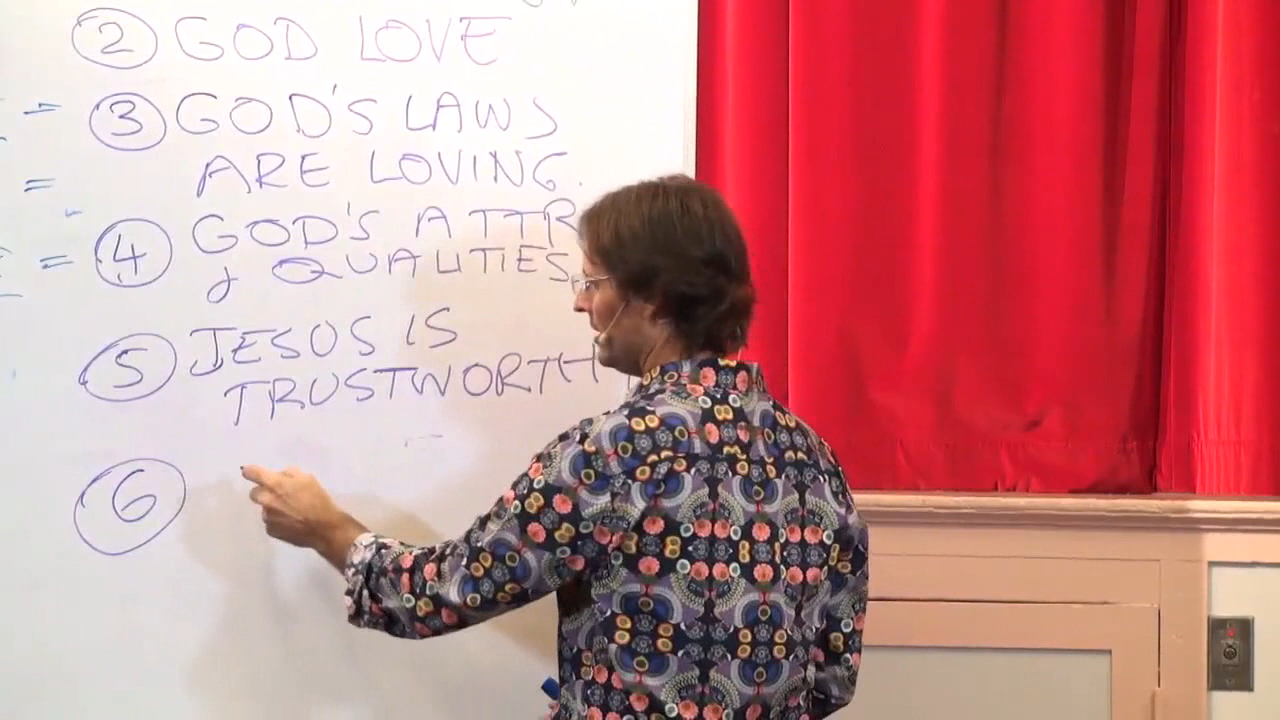 2 GOD LOVE
= 3 GOD'S LAWS
= ARE LOVING.
= 4 GOD'S ATTR
& QUALITIES
5 JESUS IS
TRUSTWORTH
6